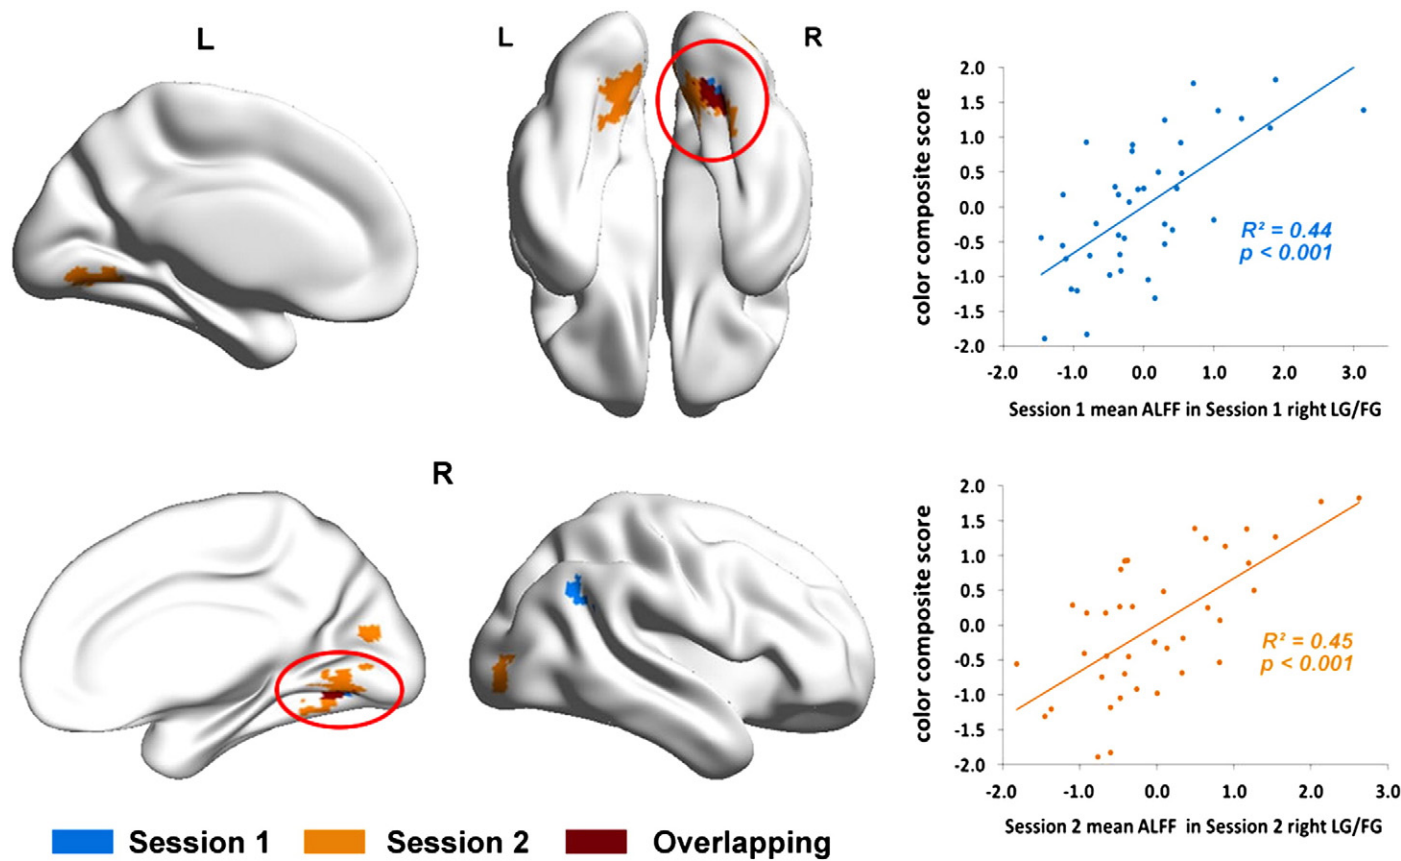 L
L
R
R
Session 1
Session 2
Overlapping
color composite score
2.0
1.5
1.0
0.5
0.0
-0.5
-1.0
-1.5
-2.0
R² = 0.44
p < 0.001
-2.0 -1.0 0.0 1.0 2.0 3.0
Session 1 mean ALFF in Session 1 right LG/FG
color composite score
2.0
1.5
1.0
0.5
0.0
-0.5
-1.0
-1.5
-2.0
R² = 0.45
p < 0.001
-2.0 -1.0 0.0 1.0 2.0 3.0
Session 2 mean ALFF in Session 2 right LG/FG